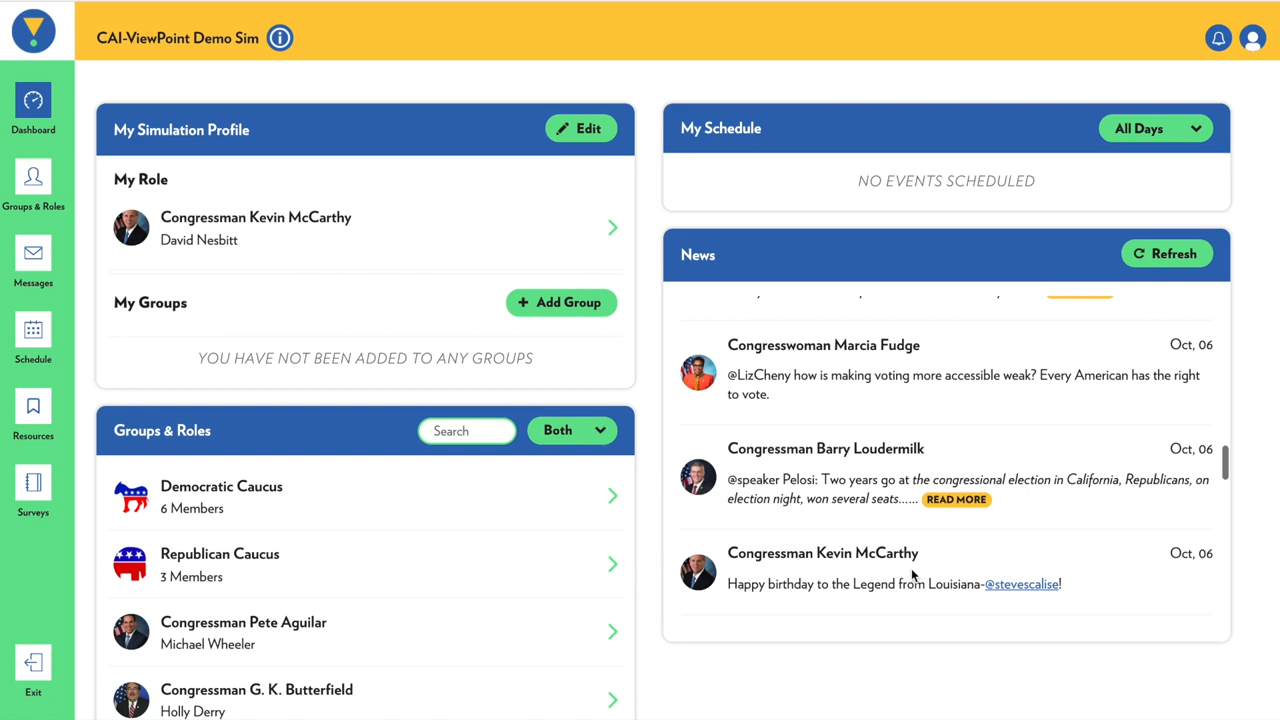 CAI-ViewPoint Demo Sim
Dashboard
Groups & Roles
Messages
Schedule
Resources
Surveys
Exit
My Simulation Profile
Edit
My Role
Congressman Kevin McCarthy
David Nesbitt
My Groups
Add Group
YOU HAVE NOT BEEN ADDED TO ANY GROUPS
Groups & Roles
Search
Both
Democratic Caucus
6 Members
Republican Caucus
3 Members
Congressman Pete Aguilar
Michael Wheeler
Congressman G. K. Butterfield
Holly Derry
My Schedule
All Days
NO EVENTS SCHEDULED
News
Refresh
Congresswoman Marcia Fudge
Oct, 06
@LizCheny how is making voting more accessible weak? Every American has the right
to vote.
Congressman Barry Loudermilk
Oct, 06
@speaker Pelosi: Two years go at the congressional election in California, Republicans, on
election night, won several seats...... READ MORE
Congressman Kevin McCarthy
Oct, 06
Happy birthday to the Legend from Louisiana-@stevescalise!